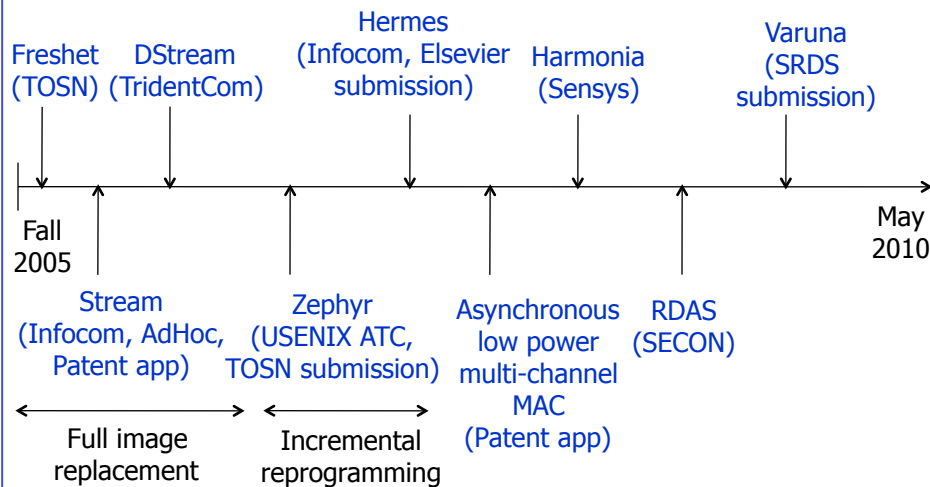 Freshet
(TOSN)
DStream
(TridentCom)
Hermes
(Infocom, Elsevier
submission)
Harmonia
(Sensys)
Varuna
(SRDS
submission)
Fall
2005
May
2010
Stream
(Infocom, AdHoc,
Patent app)
Zephyr
(USENIX ATC,
TOSN submission)
Asynchronous
low power
multi-channel
MAC
(Patent app)
RDAS
(SECON)
Full image
replacement
Incremental
reprogramming